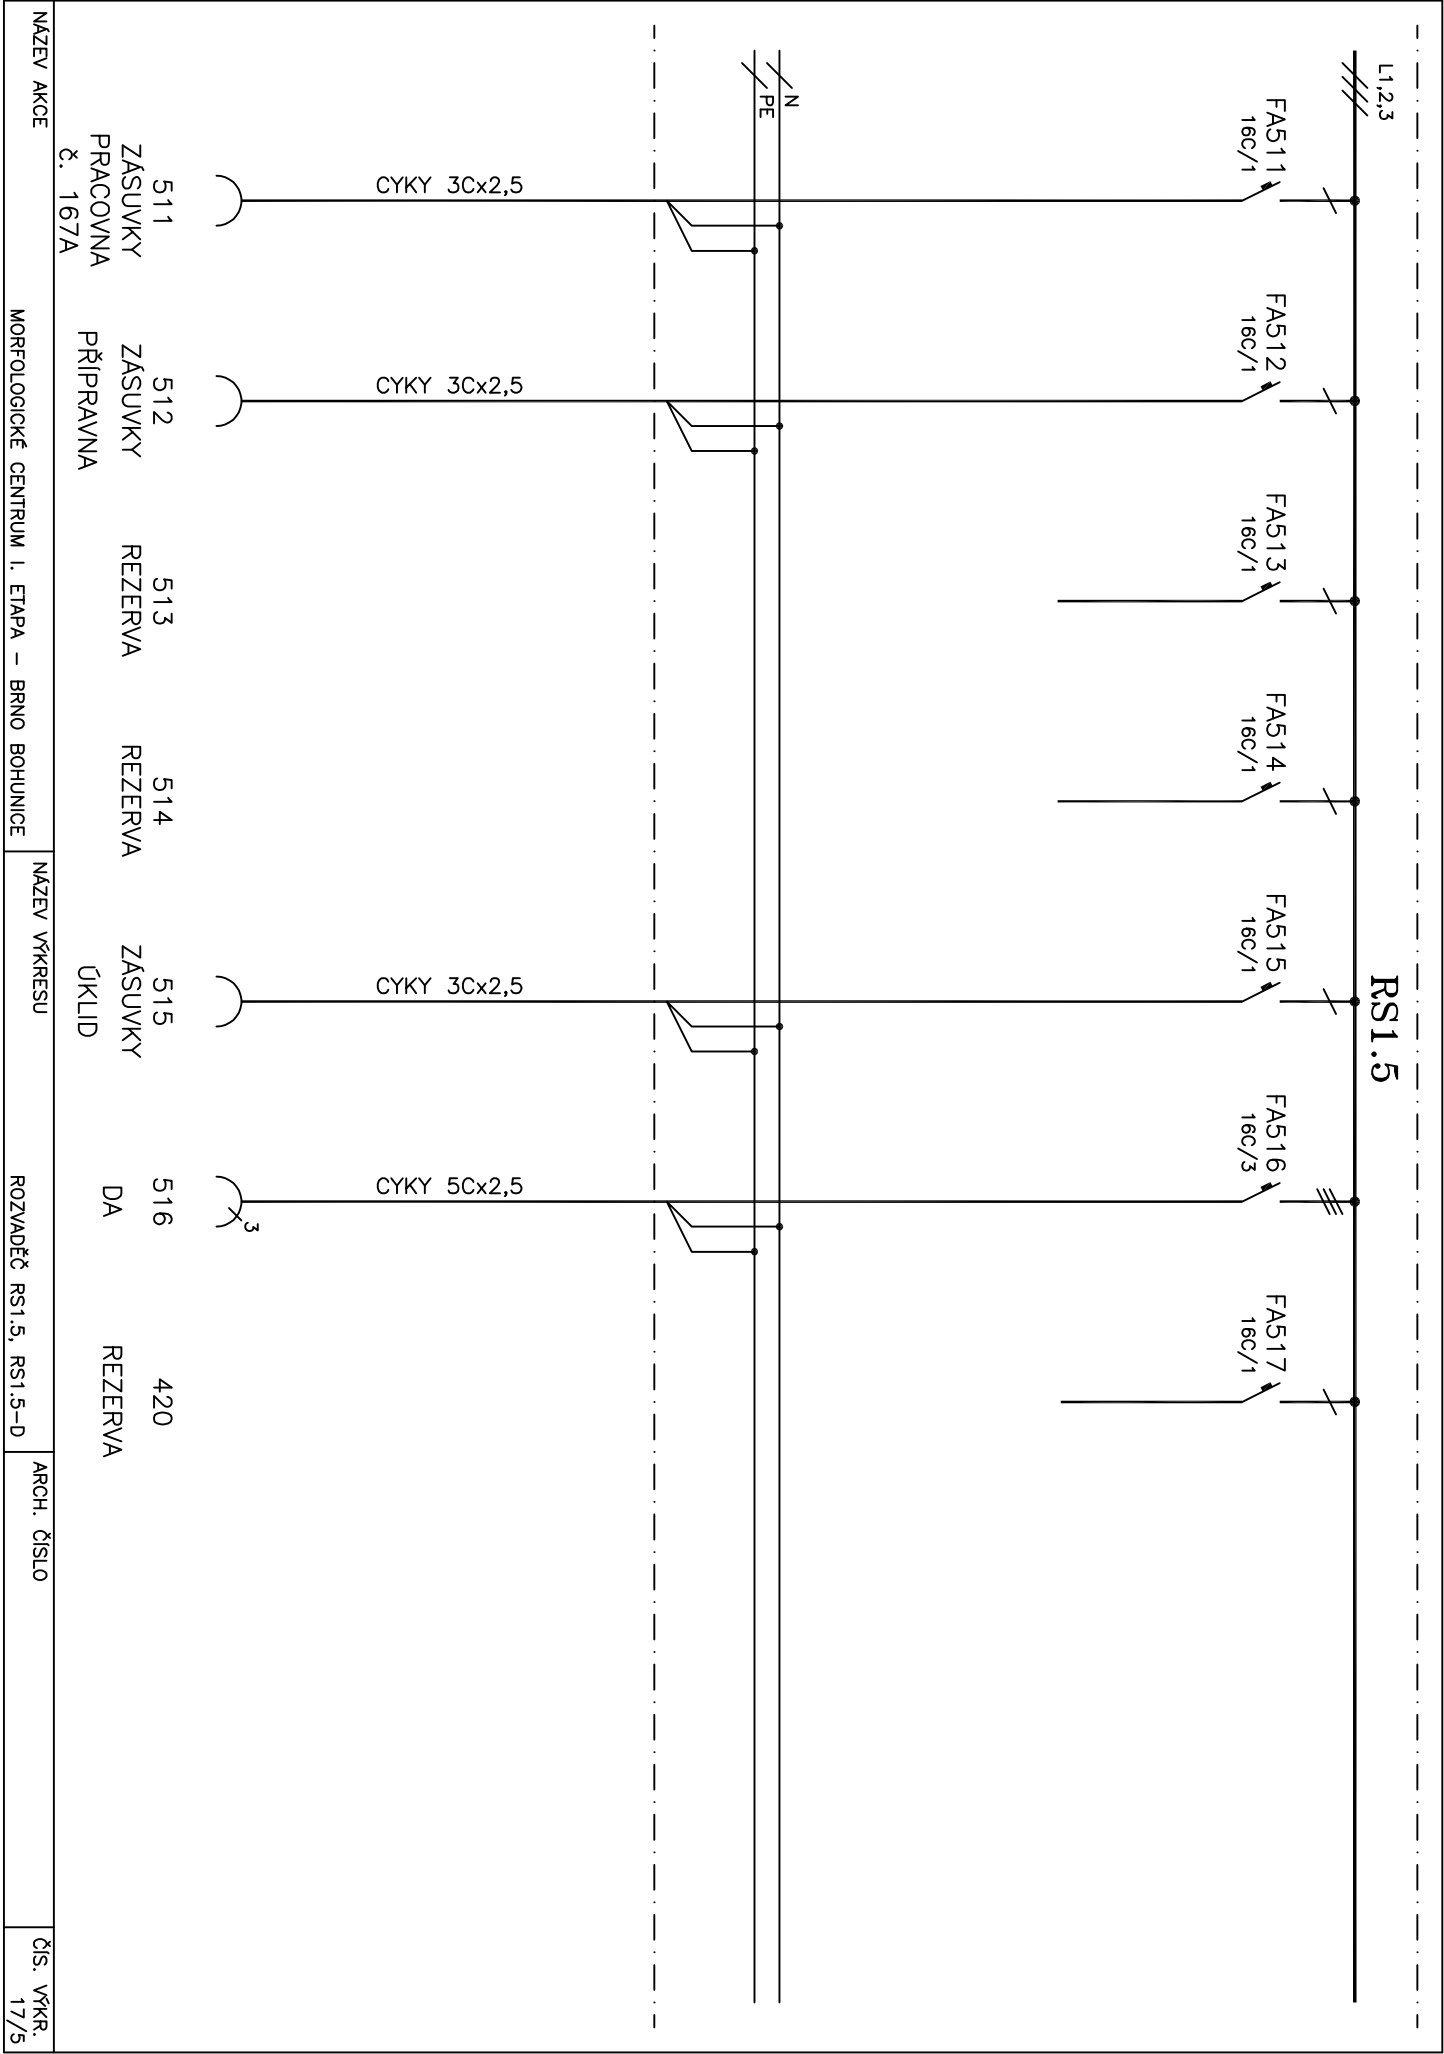 RS1.5
L1,2,3
FA511
16C/1
FA512
16C/1
FA513
16C/1
FA514
16C/1
FA515
16C/1
FA516
16C/3
FA517
16C/1
N
PE
CYKY 3Cx2,5
CYKY 3Cx2,5
CYKY 3Cx2,5
CYKY 5Cx2,5
3
511
ZÁSUVKY
PRACOVNA
Č. 167A
512
ZÁSUVKY
PŘÍPRAVNA
513
REZERVA
514
REZERVA
515
ZÁSUVKY
ÚKLID
516
DA
420
REZERVA
NÁZEV AKCE
MORFOLOGICKÉ CENTRUM I. ETAPA – BRNO BOHUNICE
NÁZEV VÝKRESU
ROZVADĚČ RS1.5, RS1.5–D
ARCH. ČÍSLO
ČÍS. VÝKR.
17/5